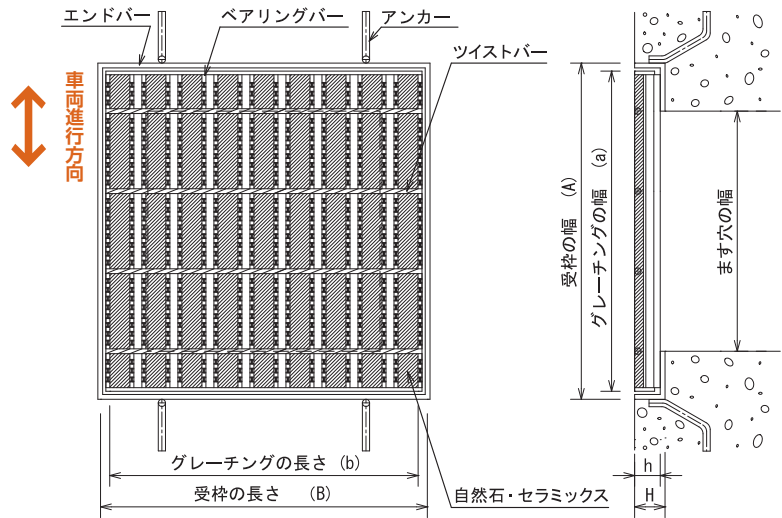 エンドバー
ベアリングバー
アンカー
ツイストバー
車両進行方向
受枠の幅 (A)
グレーチングの幅 (a)
ます穴の幅
グレーチングの長さ (b)
受枠の長さ (B)
自然石・セラミックス
h
H